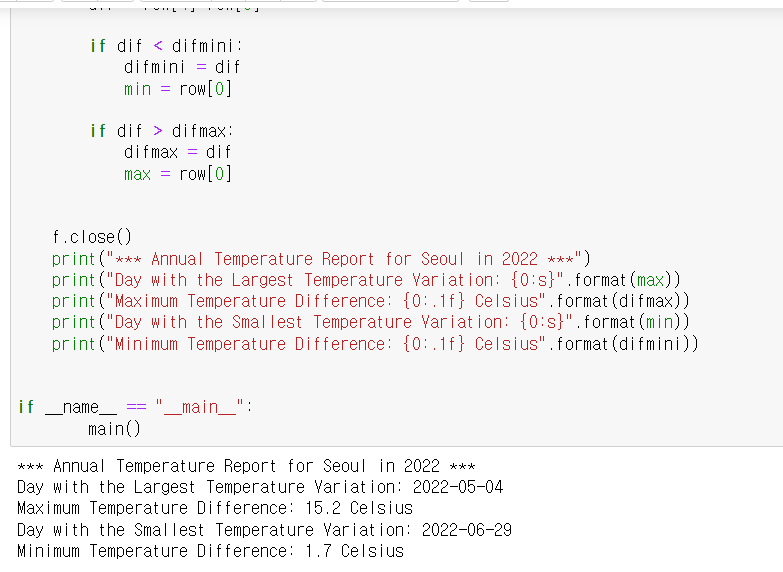 if dif < difmini:
difmini = dif
min = row[0]
if dif > difmax:
difmax = dif
max = row[0]
f.close()
print("*** Annual Temperature Report for Seoul in 2022 ***")
print("Day with the Largest Temperature Variation: {0:s}".format(max))
print("Maximum Temperature Difference: {0:.1f} Celsius".format(difmax))
print("Day with the Smallest Temperature Variation: {0:s}".format(min))
print("Minimum Temperature Difference: {0:.1f} Celsius".format(difmini))
if __name__ == "__main__":
main()
*** Annual Temperature Report for Seoul in 2022 ***
Day with the Largest Temperature Variation: 2022-05-04
Maximum Temperature Difference: 15.2 Celsius
Day with the Smallest Temperature Variation: 2022-06-29
Minimum Temperature Difference: 1.7 Celsius